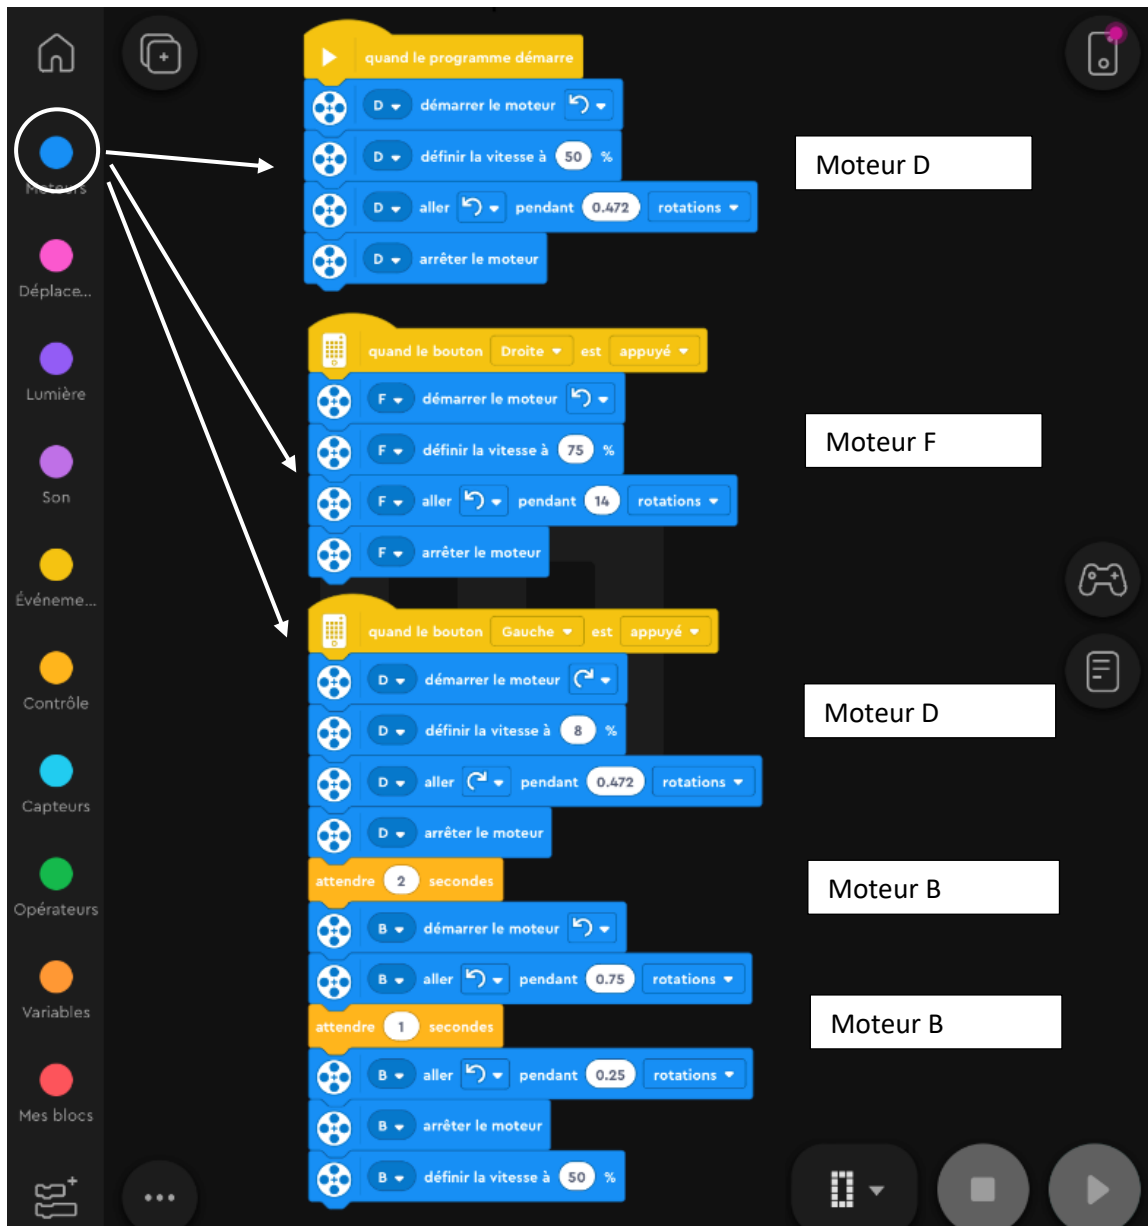 quand le programme démarre
D démarrer le moteur
D définir la vitesse à 50 %
D aller pendant 0.472 rotations
D arrêter le moteur
Moteur D
quand le bouton Droite est appuyé
F démarrer le moteur
F définir la vitesse à 75 %
F aller pendant 14 rotations
F arrêter le moteur
Moteur F
quand le bouton Gauche est appuyé
D démarrer le moteur
D définir la vitesse à 8 %
D aller pendant 0.472 rotations
D arrêter le moteur
Moteur D
attendre 2 secondes
B démarrer le moteur
B aller pendant 0.75 rotations
Moteur B
attendre 1 secondes
B aller pendant 0.25 rotations
B arrêter le moteur
B définir la vitesse à 50 %
Moteur B
Moteurs
Déplace...
Lumière
Son
Événeme...
Contrôle
Capteurs
Opérateurs
Variables
Mes blocs